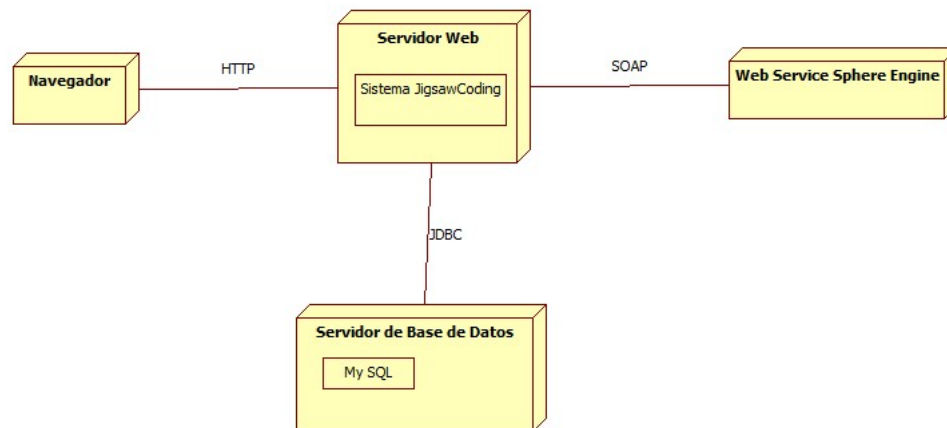 Servidor Web
Navegador
HTTP
Sistema JigsawCoding
SOAP
Web Service Sphere Engine
JDBC
Servidor de Base de Datos
My SQL